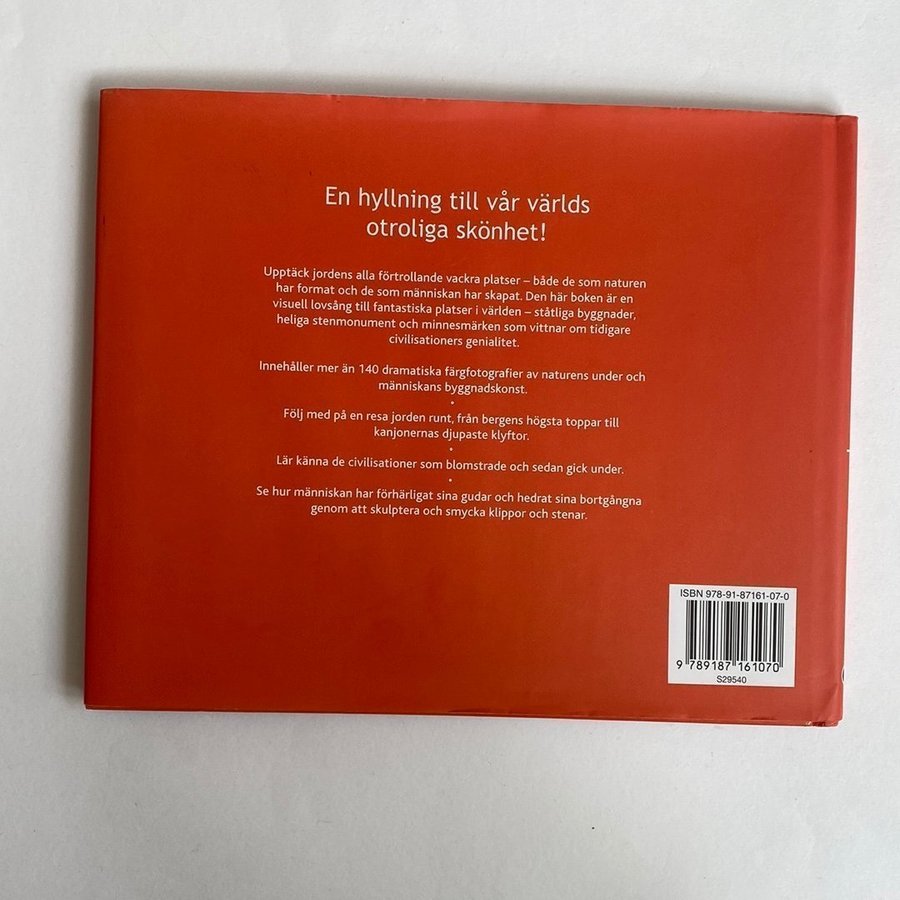 En hyllning till vår världs
otroliga skönhet!
Upptäck jordens alla förtrollande vackra platser – både de som naturen
har format och de som människan har skapat. Den här boken är en
visuell lovsång till fantastiska platser i världen – ståtliga byggnader,
heliga stenmonument och minnesmärken som vittnar om tidigare
civilisationers genialitet.
Innehåller mer än 140 dramatiska färgfotografier av naturens under och
människans byggnadskonst.
•
Följ med på en resa jorden runt, från bergens högsta toppar till
kanjonernas djupaste klyftor.
•
Lär känna de civilisationer som blomstrade och sedan gick under.
•
Se hur människan har förhärligat sina gudar och hedrat sina bortgångna
genom att skulptera och smycka klippor och stenar.
ISBN 978-91-87161-07-0
9 789187 161070
S29540